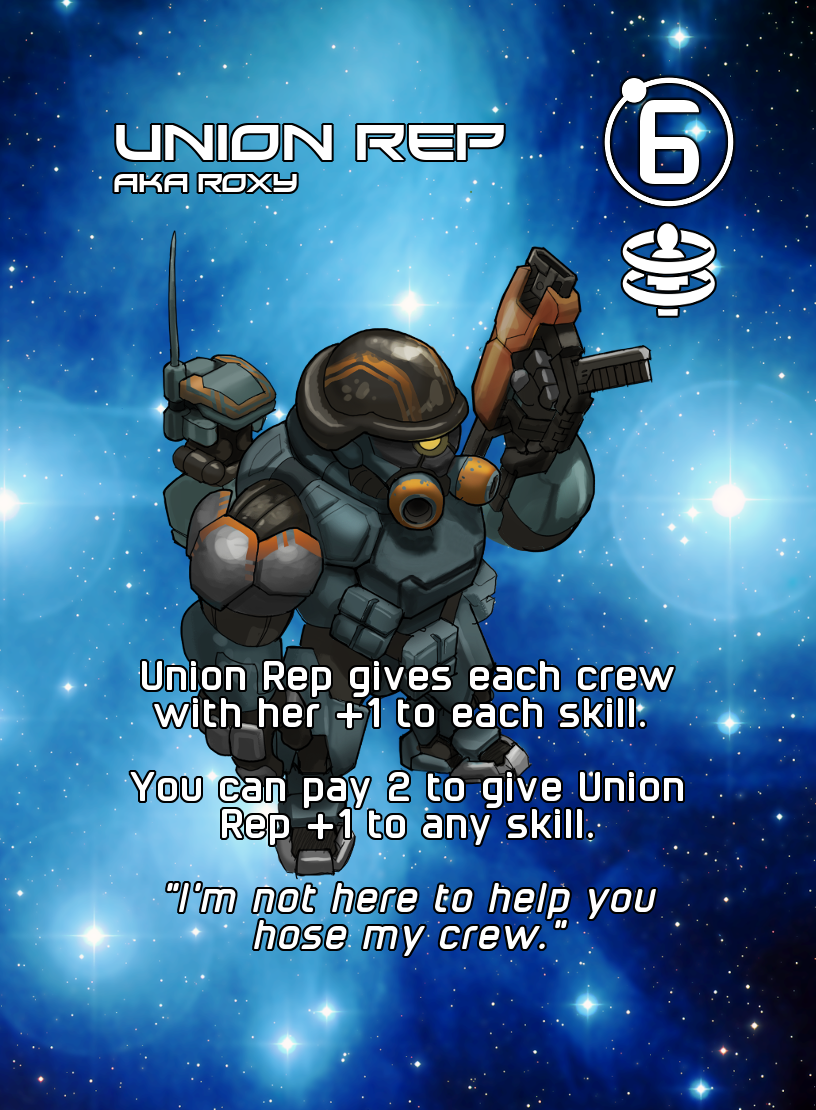 UNION REP
6
AKA ROXY
Union Rep gives each crew
with her +1 to each skill.
You can pay 2 to give Union
Rep +1 to any skill.
"I'm not here to help you
hose my crew."